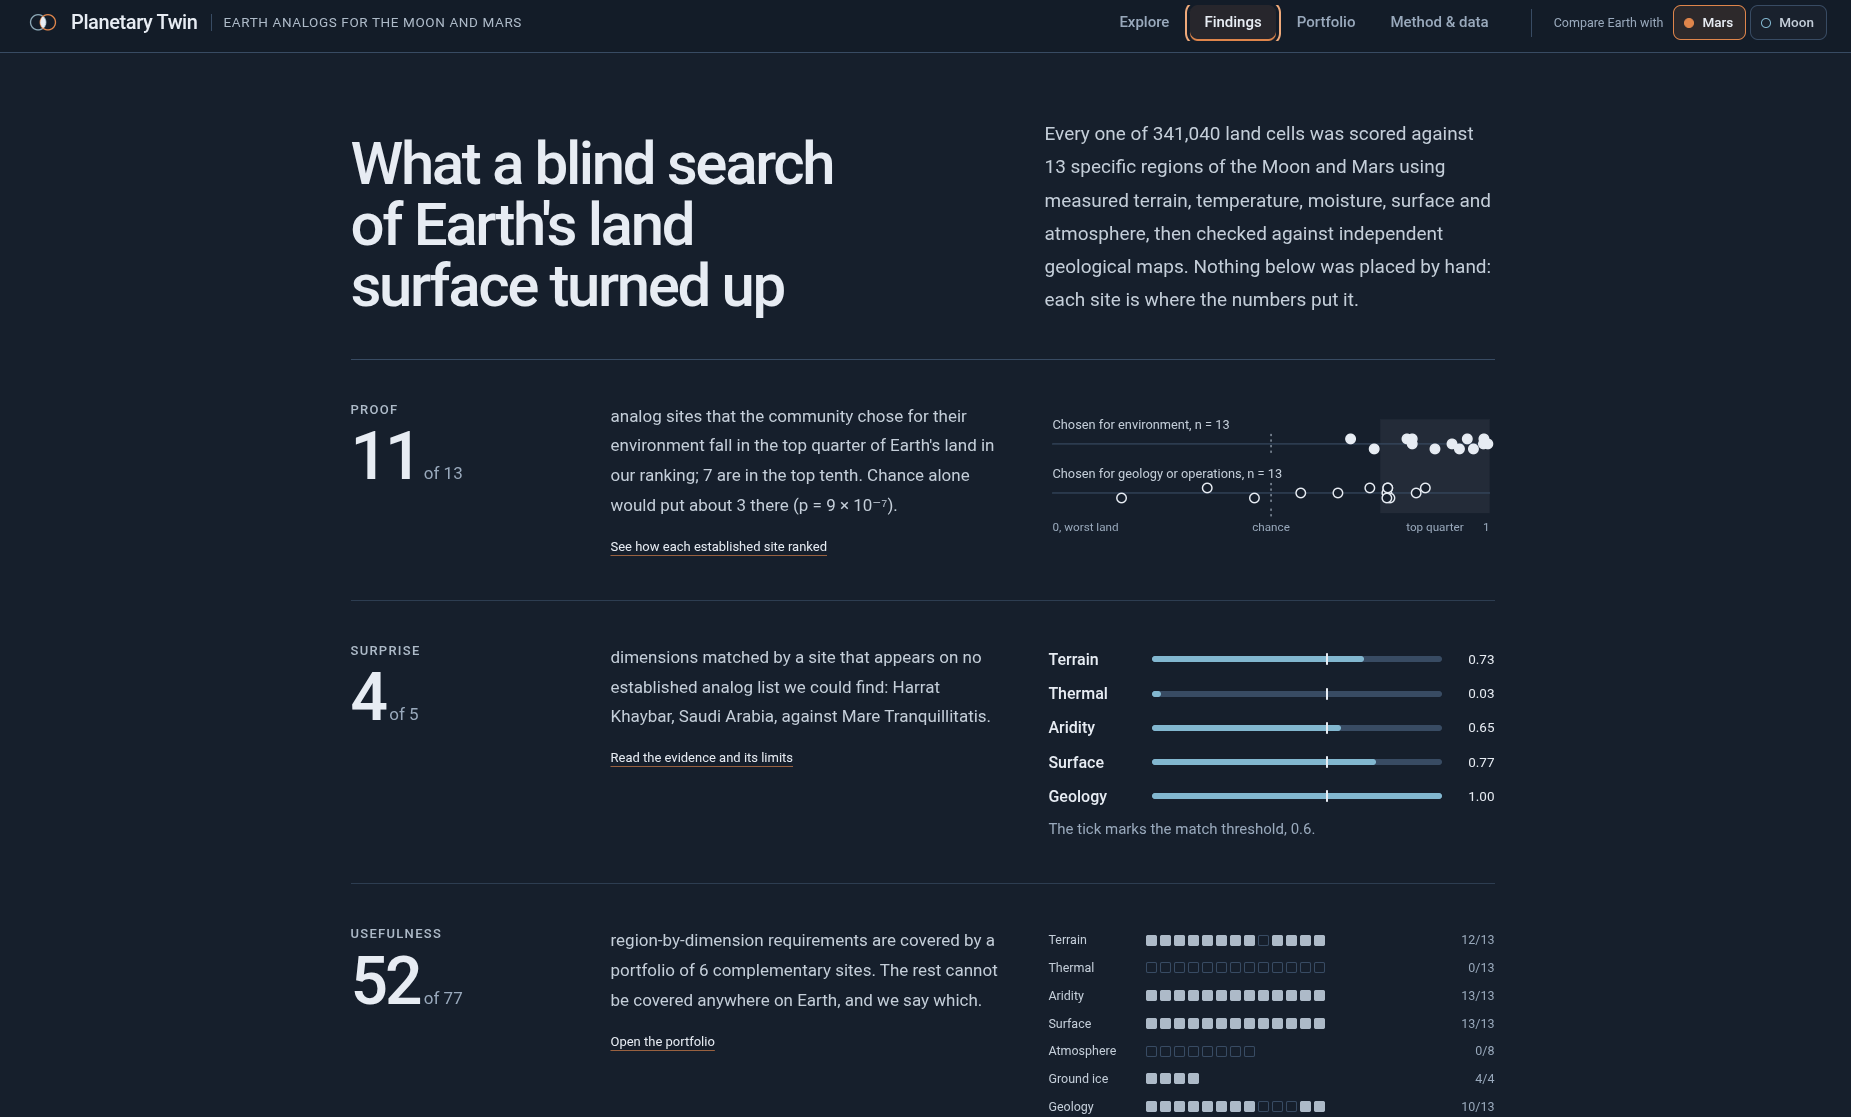 Planetary Twin
EARTH ANALOGS FOR THE MOON AND MARS
Explore
Findings
Portfolio
Method & data
Compare Earth with
Mars
Moon
What a blind search
of Earth's land
surface turned up
Every one of 341,040 land cells was scored against
13 specific regions of the Moon and Mars using
measured terrain, temperature, moisture, surface and
atmosphere, then checked against independent
geological maps. Nothing below was placed by hand:
each site is where the numbers put it.
PROOF
11 of 13
analog sites that the community chose for their
environment fall in the top quarter of Earth's land in
our ranking; 7 are in the top tenth. Chance alone
would put about 3 there (p = 9 × 10⁻⁷).
See how each established site ranked
Chosen for environment, n = 13
Chosen for geology or operations, n = 13
0, worst land
chance
top quarter
1
SURPRISE
4 of 5
dimensions matched by a site that appears on no
established analog list we could find: Harrat
Khaybar, Saudi Arabia, against Mare Tranquillitatis.
Read the evidence and its limits
Terrain 0.73
Thermal 0.03
Aridity 0.65
Surface 0.77
Geology 1.00
The tick marks the match threshold, 0.6.
USEFULNESS
52 of 77
region-by-dimension requirements are covered by a
portfolio of 6 complementary sites. The rest cannot
be covered anywhere on Earth, and we say which.
Open the portfolio
Terrain 12/13
Thermal 0/13
Aridity 13/13
Surface 13/13
Atmosphere 0/8
Ground ice 4/4
Geology 10/13